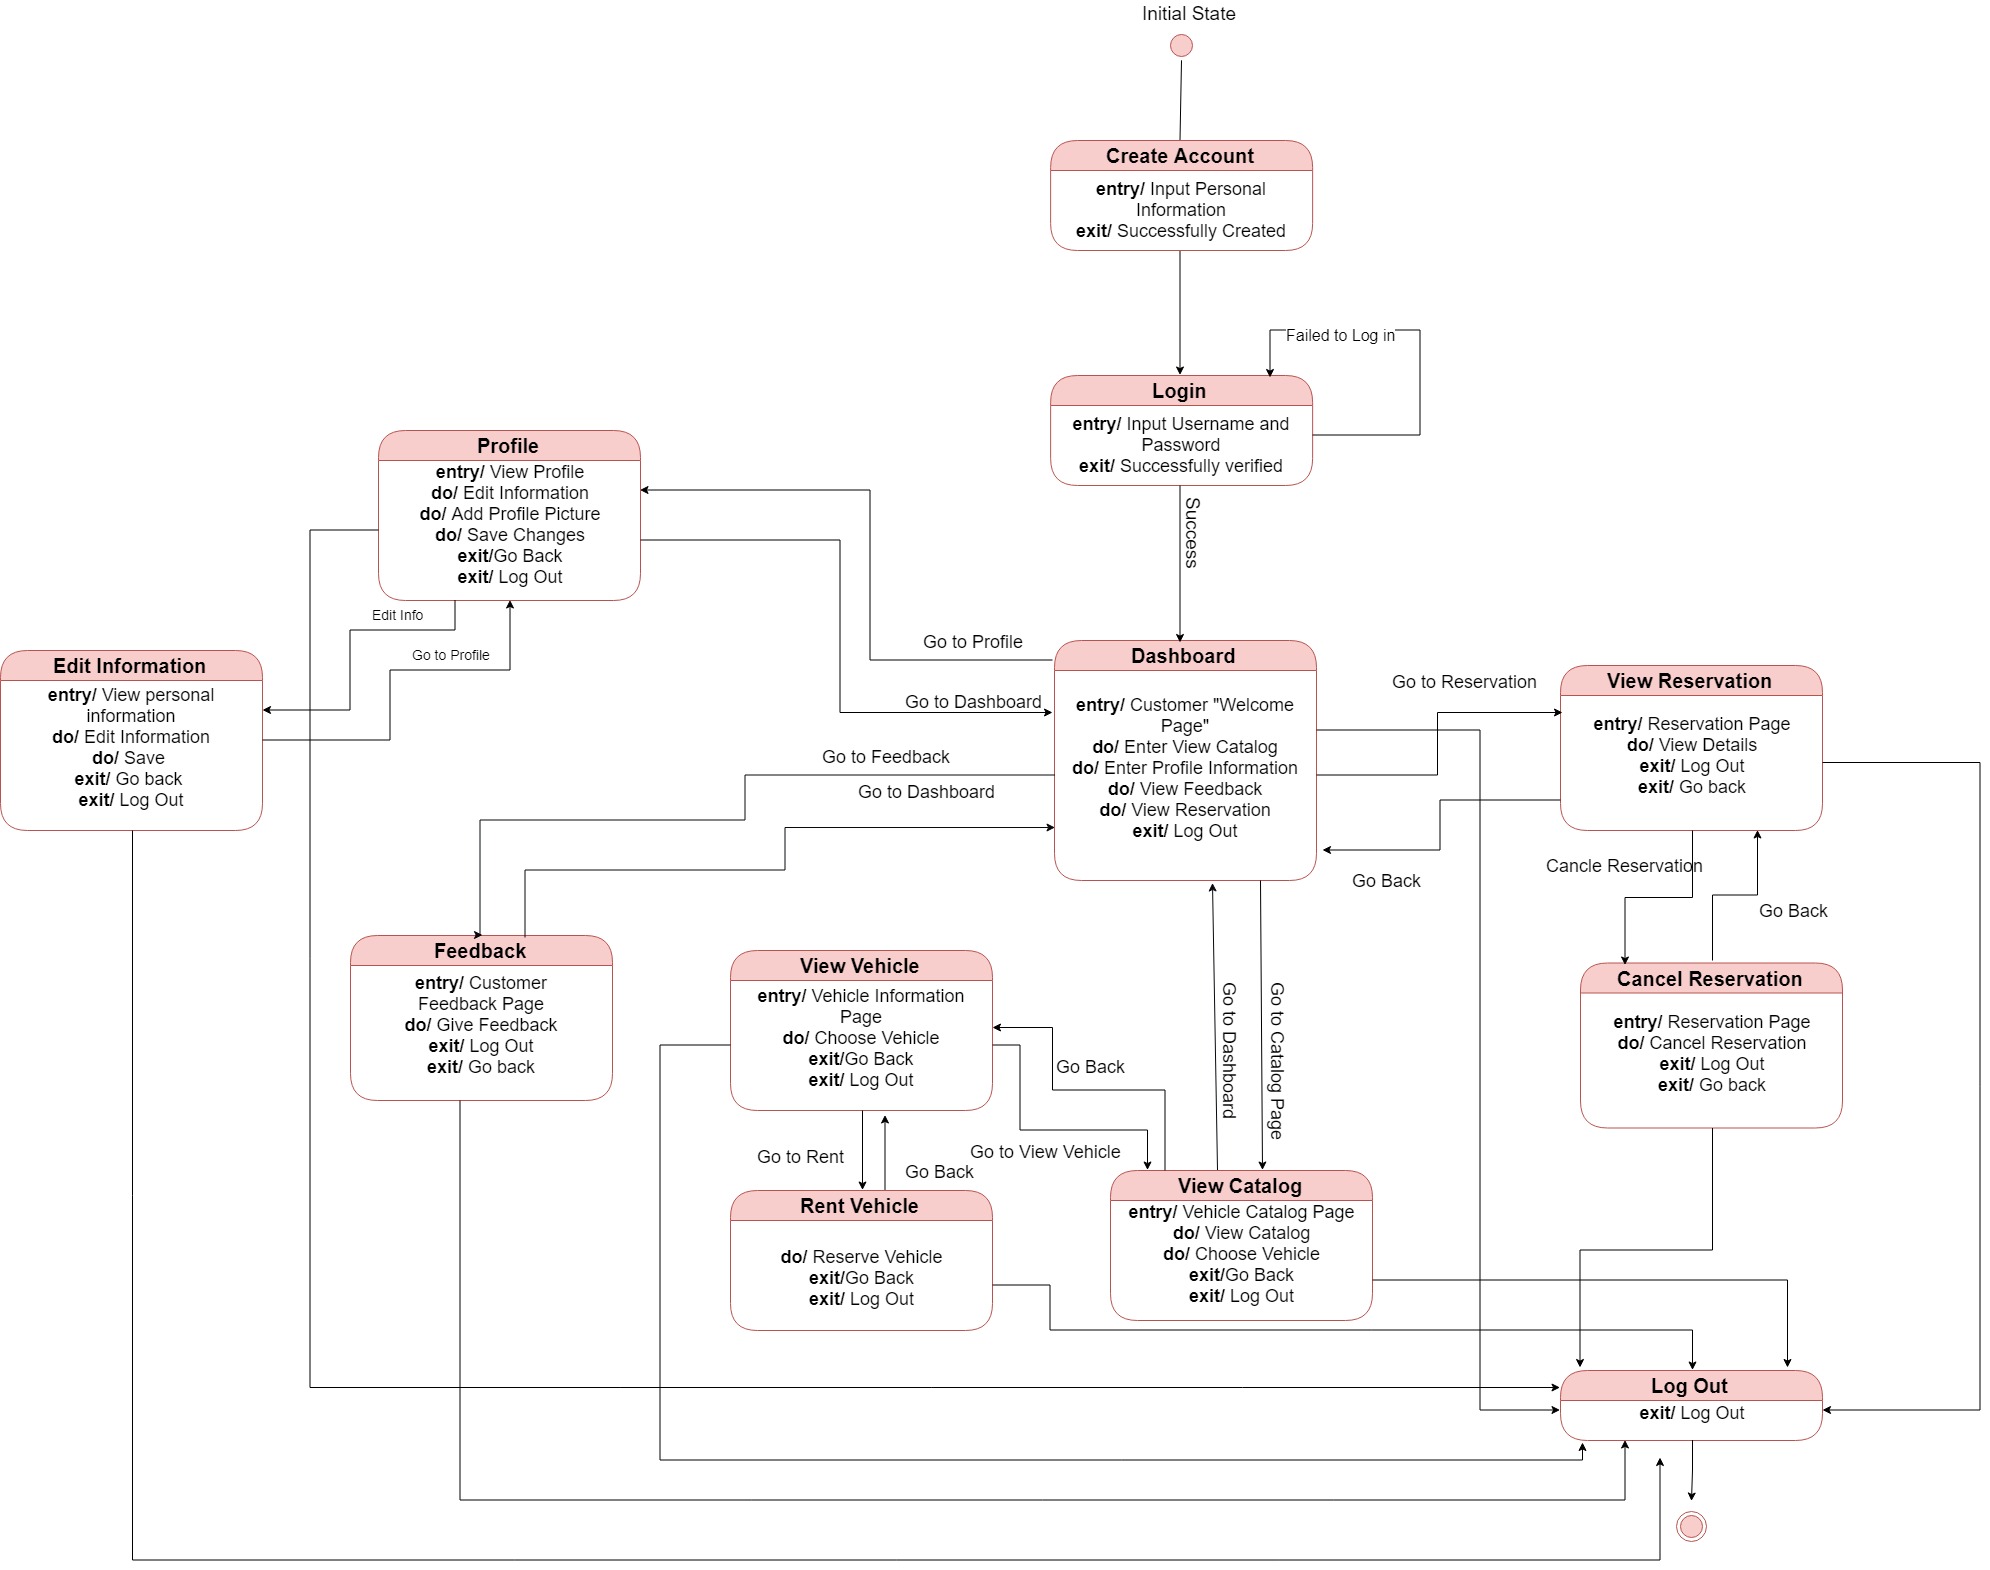 Initial State
Create Account
entry/ Input Personal
Information
exit/ Successfully Created
Failed to Log in
Login
entry/ Input Username and
Password
exit/ Successfully verified
Success
Profile
entry/ View Profile
do/ Edit Information
do/ Add Profile Picture
do/ Save Changes
exit/Go Back
exit/ Log Out
Edit Info
Go to Profile
Edit Information
entry/ View personal
information
do/ Edit Information
do/ Save
exit/ Go back
exit/ Log Out
Go to Profile
Go to Dashboard
Go to Feedback
Go to Dashboard
Dashboard
entry/ Customer "Welcome
Page"
do/ Enter View Catalog
do/ Enter Profile Information
do/ View Feedback
do/ View Reservation
exit/ Log Out
Go to Reservation
Go Back
View Reservation
entry/ Reservation Page
do/ View Details
exit/ Log Out
exit/ Go back
Cancle Reservation
Go Back
Cancel Reservation
entry/ Reservation Page
do/ Cancel Reservation
exit/ Log Out
exit/ Go back
Feedback
entry/ Customer
Feedback Page
do/ Give Feedback
exit/ Log Out
exit/ Go back
View Vehicle
entry/ Vehicle Information
Page
do/ Choose Vehicle
exit/Go Back
exit/ Log Out
Go Back
Go to View Vehicle
Go to Dashboard
Go to Catalog Page
Go to Rent
Go Back
Rent Vehicle
do/ Reserve Vehicle
exit/Go Back
exit/ Log Out
View Catalog
entry/ Vehicle Catalog Page
do/ View Catalog
do/ Choose Vehicle
exit/Go Back
exit/ Log Out
Log Out
exit/ Log Out